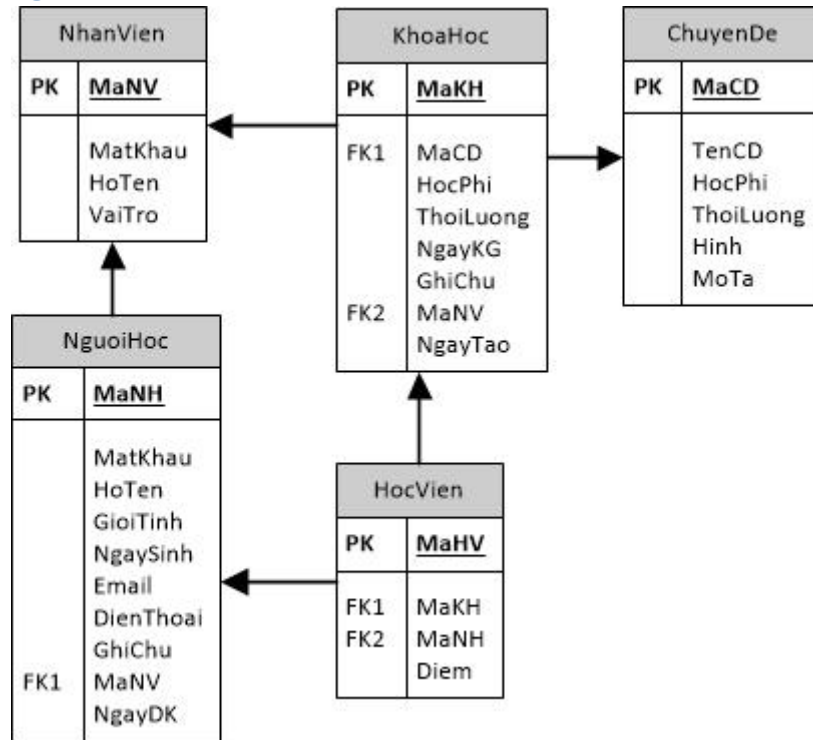 NhanVien
PK MaNV
MatKhau
HoTen
VaiTro
KhoaHoc
PK MaKH
FK1 MaCD
HocPhi
ThoiLuong
NgayKG
GhiChu
FK2 MaNV
NgayTao
ChuyenDe
PK MaCD
TenCD
HocPhi
ThoiLuong
Hinh
MoTa
NguoiHoc
PK MaNH
MatKhau
HoTen
GioiTinh
NgaySinh
Email
DienThoai
GhiChu
FK1 MaNV
NgayDK
HocVien
PK MaHV
FK1 MaKH
FK2 MaNH
Diem